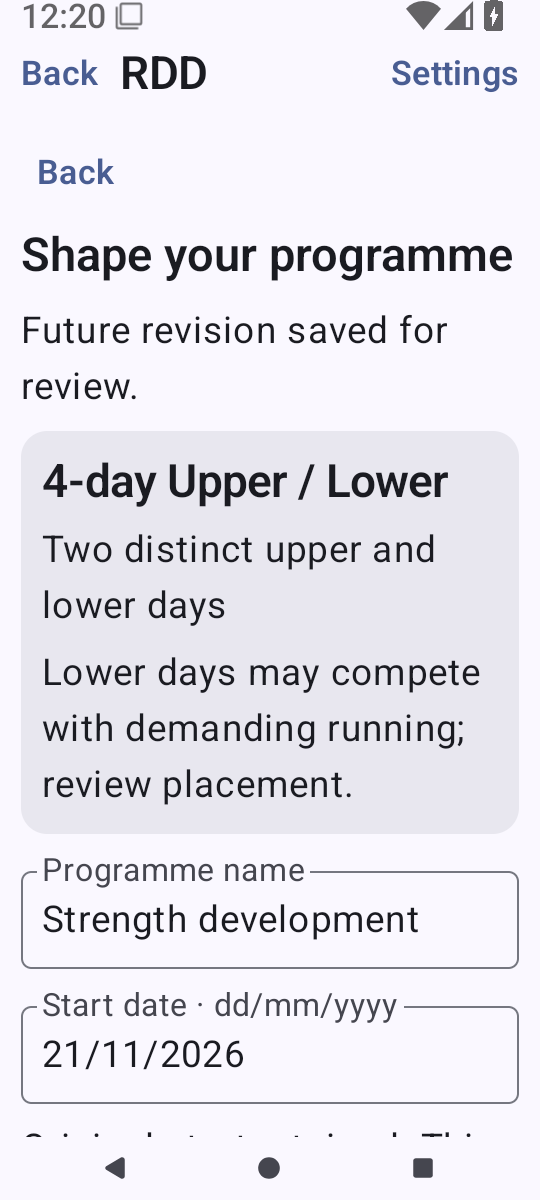 12:20
Back RDD Settings
Back
Shape your programme
Future revision saved for
review.
4-day Upper / Lower
Two distinct upper and
lower days
Lower days may compete
with demanding running;
review placement.
Programme name
Strength development
Start date · dd/mm/yyyy
21/11/2026